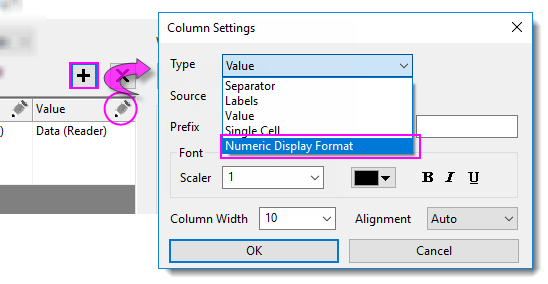 Value
)
Data (Reader)
Column Settings
Type
Value
Separator
Labels
Value
Single Cell
Numeric Display Format
Source
Prefix
Font
Scaler
1
B I U
Column Width
10
Alignment
Auto
OK
Cancel